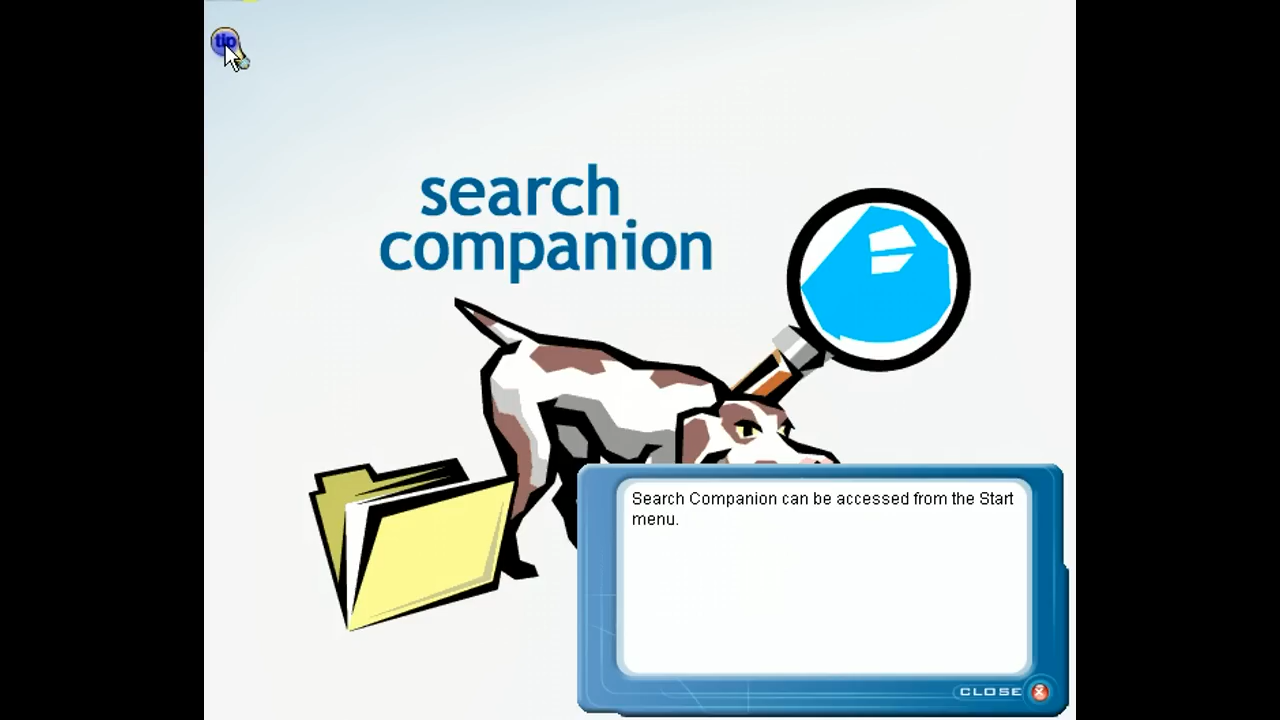 tip
search
companion
Search Companion can be accessed from the Start
menu.
CLOSE